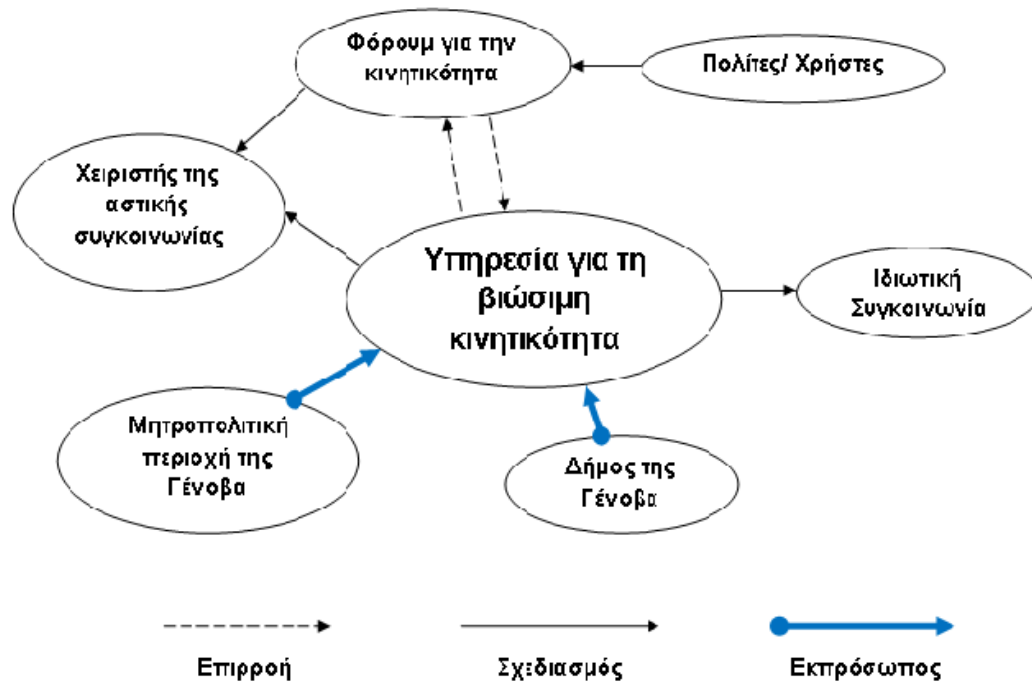 Φόρουμ για την
κινητικότητα
Πολίτες/ Χρήστες
Χειριστής της
αστικής
συγκοινωνίας
Υπηρεσία για τη
βιώσιμη
κινητικότητα
Ιδιωτική
Συγκοινωνία
Μητροπολιτική
περιοχή της
Γένοβα
Δήμος της
Γένοβα
Επιρροή
Σχεδιασμός
Εκπρόσωπος